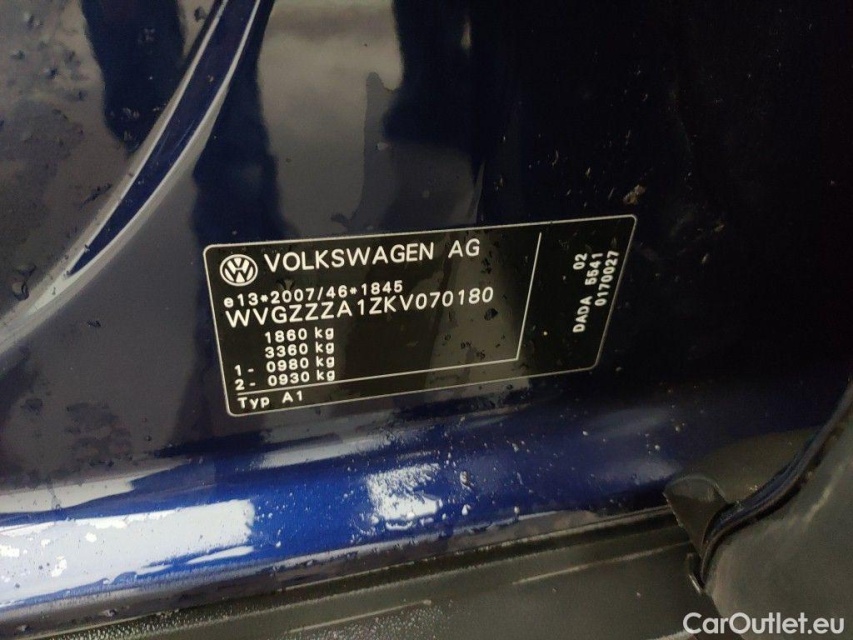 VOLKSWAGEN AG
e13*2007/46*1845
WVGZZZA1ZKV070180
1860 kg
3360 kg
1- 0980 kg
2- 0930 kg
Typ A1
02
DADA 5541
0170027
CarOutlet.eu